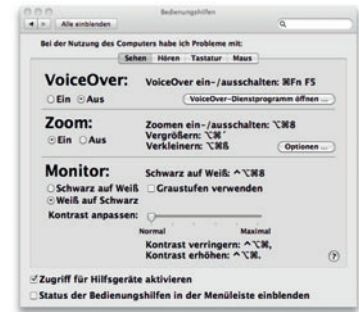 Bedienungshilfen
Alle einblenden
Bei der Nutzung des Computers habe ich Probleme mit:
Sehen Hören Tastatur Maus
VoiceOver: VoiceOver ein-/ausschalten: ⌘Fn F5
Ein Aus VoiceOver-Dienstprogramm öffnen ...
Zoom: Zoomen ein-/ausschalten: ⌥⌘8
Ein Aus Vergrößern: ⌥⌘´
Verkleinern: ⌥⌘ß Optionen ...
Monitor: Schwarz auf Weiß: ^⌥⌘8
Schwarz auf Weiß Graustufen verwenden
Weiß auf Schwarz
Kontrast anpassen:
Normal Maximal
Kontrast verringern: ^⌥⌘,
Kontrast erhöhen: ^⌥⌘.
?
Zugriff für Hilfsgeräte aktivieren
Status der Bedienungshilfen in der Menüleiste einblenden